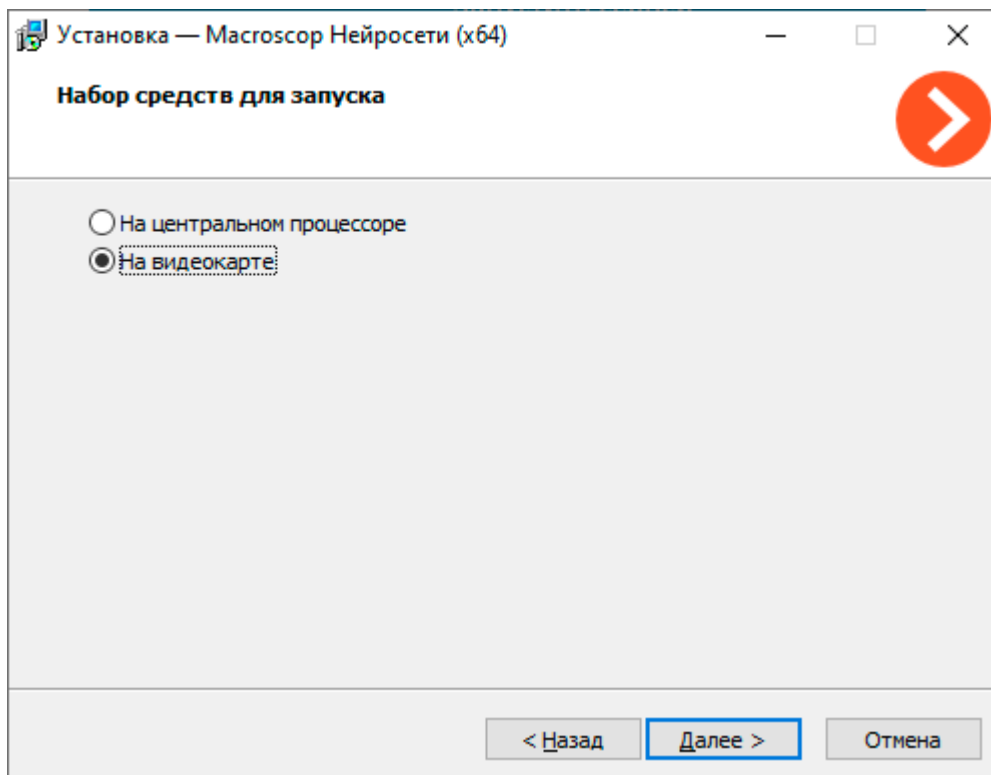 Установка — Macroscop Нейросети (x64)
Набор средств для запуска
На центральном процессоре
На видеокарте
< Назад Далее > Отмена